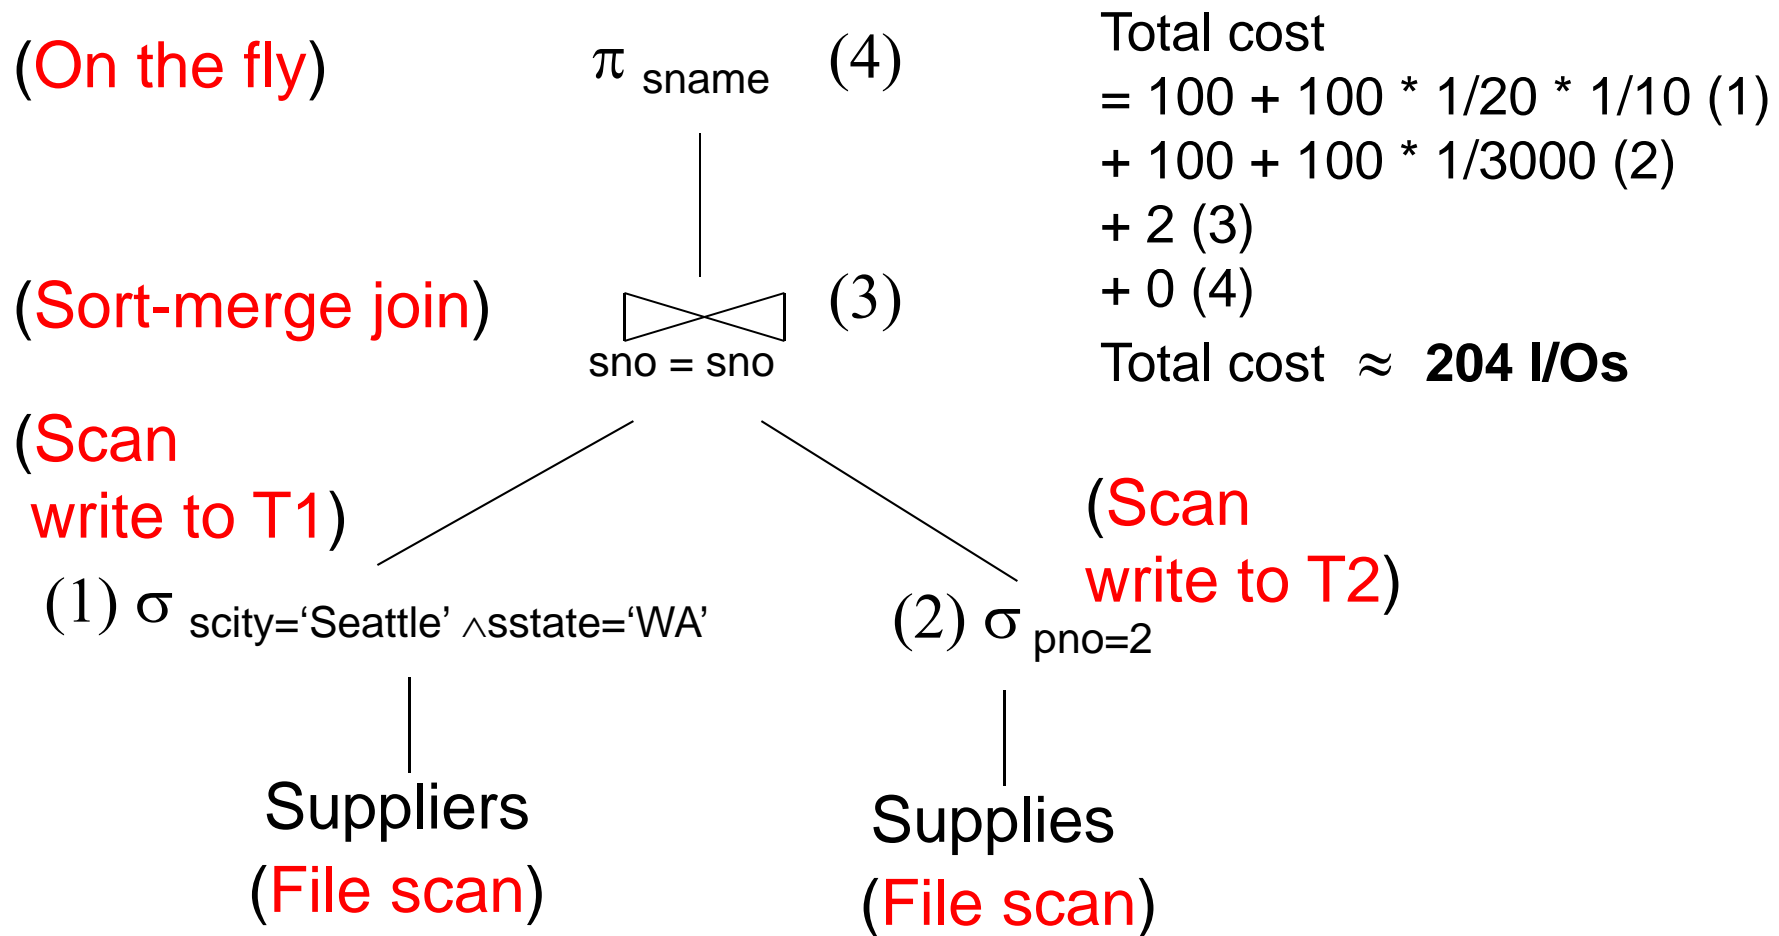 (On the fly)
π sname (4)
Total cost
= 100 + 100 * 1/20 * 1/10 (1)
+ 100 + 100 * 1/3000 (2)
+ 2 (3)
+ 0 (4)
Total cost ≈ 204 I/Os
(Sort-merge join)
(3)
sno = sno
(Scan
write to T1)
(Scan
write to T2)
(1) σ scity=‘Seattle’ ∧sstate=‘WA’
(2) σ pno=2
Suppliers
(File scan)
Supplies
(File scan)